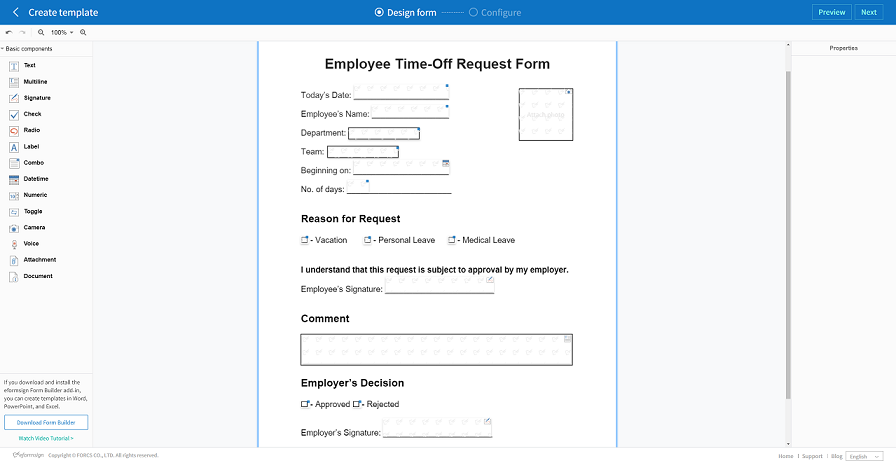 Create template
Design form
Configure
Preview
Next
100%
Basic components
Properties
Text
Multiline
Signature
Check
Radio
Label
Combo
Datetime
Numeric
Toggle
Camera
Voice
Attachment
Document
Employee Time-Off Request Form
Today's Date:
Employee's Name:
Department:
Team:
Beginning on:
No. of days:
Attach photo
Reason for Request
- Vacation
- Personal Leave
- Medical Leave
I understand that this request is subject to approval by my employer.
Employee's Signature:
Comment
Employer's Decision
- Approved
- Rejected
Employer's Signature:
If you download and install the
eformsign Form Builder add-in,
you can create templates in Word,
PowerPoint, and Excel.
Download Form Builder
Watch Video Tutorial >
eformsign Copyright © FORCS CO., LTD. All rights reserved.
Home | Support | Blog English